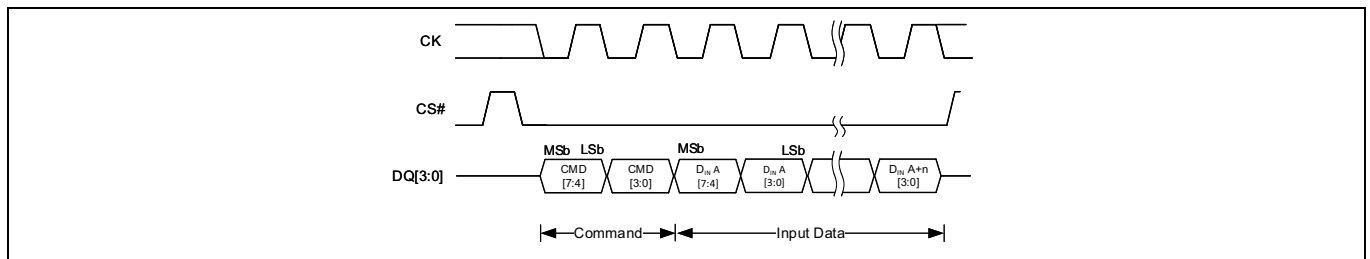 CK
CS#
MSb LSb MSb LSb
DQ[3:0] CMD CMD DIN A DIN A DIN A+n
[7:4] [3:0] [7:4] [3:0] [3:0]
Command Input Data